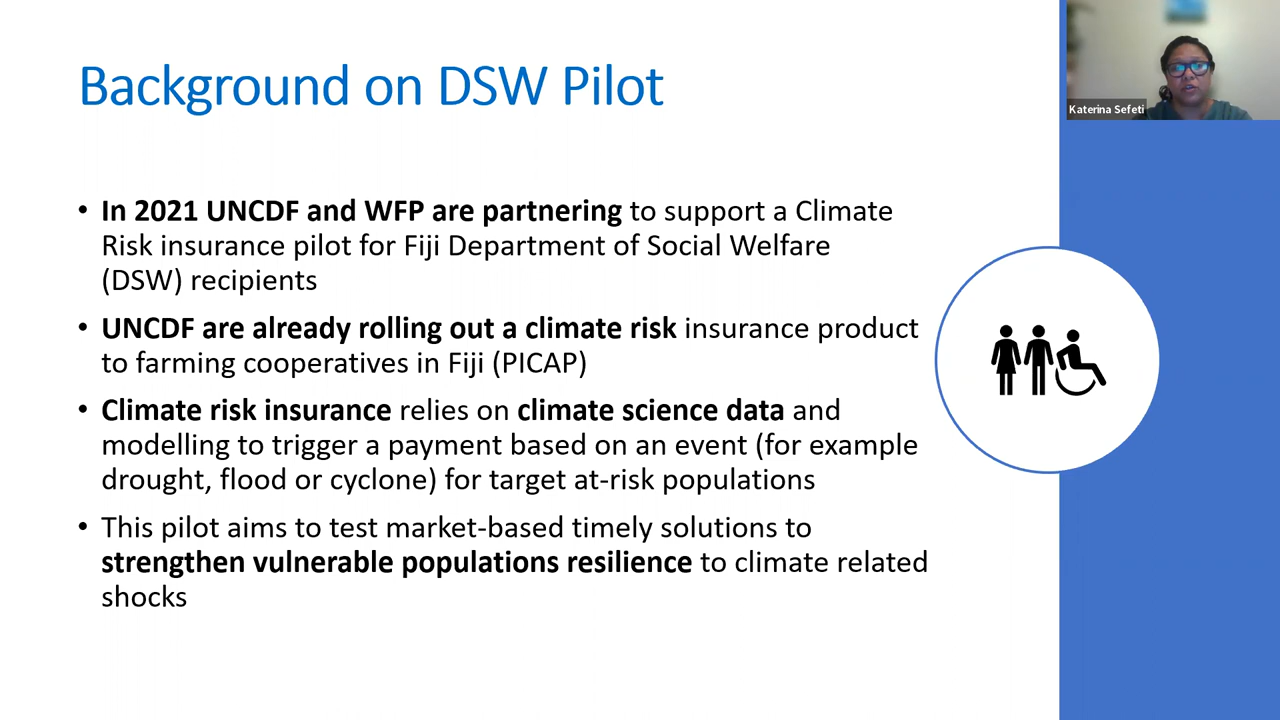 Background on DSW Pilot
Katerina Sefeti
• In 2021 UNCDF and WFP are partnering to support a Climate
Risk insurance pilot for Fiji Department of Social Welfare
(DSW) recipients
• UNCDF are already rolling out a climate risk insurance product
to farming cooperatives in Fiji (PICAP)
• Climate risk insurance relies on climate science data and
modelling to trigger a payment based on an event (for example
drought, flood or cyclone) for target at-risk populations
• This pilot aims to test market-based timely solutions to
strengthen vulnerable populations resilience to climate related
shocks